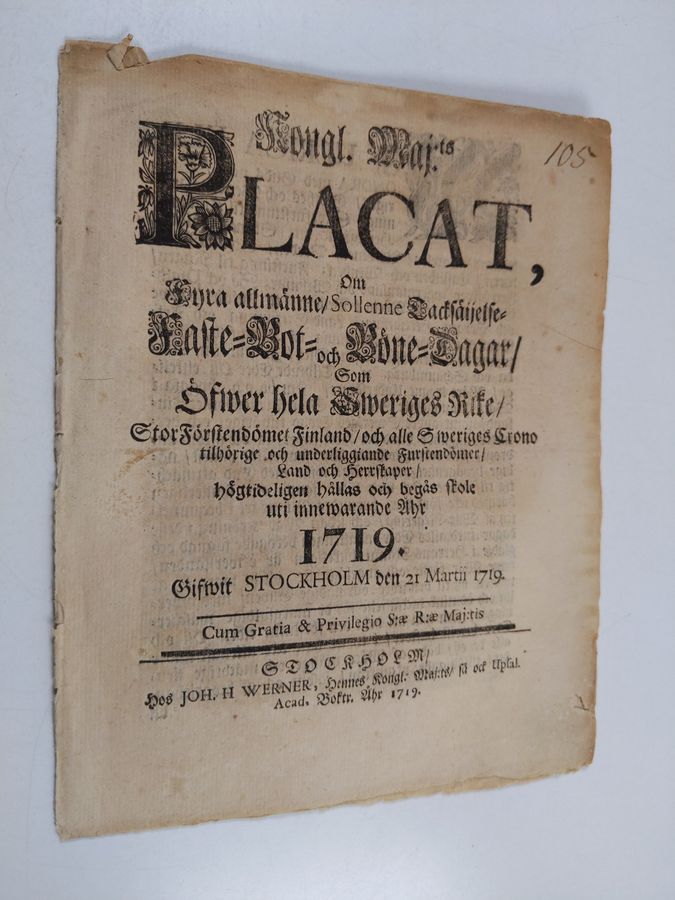 105
Kongl. Maj:ts
PLACAT,
Om
Fyra allmänne/Sollenne Tacksäijelse-
Faste-Bot-och Böne-Dagar/
Som
Öfwer hela Sweriges Rike/
StorFörstendömet Finland/och alle Sweriges Crono
tilhörige och underliggiande Furstendömer/
Land och Herrskaper/
högtideligen hållas och begås skole
uti innewarande Ahr
1719.
Gifwit STOCKHOLM den 21 Martii 1719.
Cum Gratia & Privilegio S:æ R:æ Maj:tis
STOCKHOLM/
Hos JOH. H WERNER, Hennes Kongl. Maj:ts/ så ock Upsal.
Acad. Boktr. Åhr 1719.